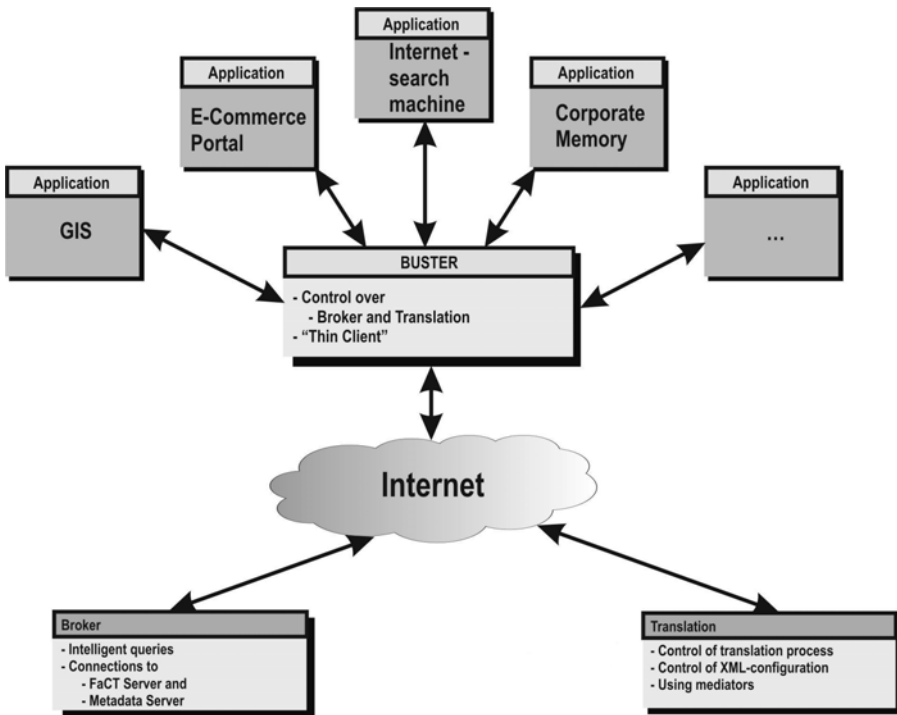 Application
Internet -
search
machine
Application
E-Commerce
Portal
Application
Corporate
Memory
Application
GIS
Application
...
BUSTER
- Control over
- Broker and Translation
- “Thin Client”
Internet
Broker
- Intelligent queries
- Connections to
- FaCT Server and
- Metadata Server
Translation
- Control of translation process
- Control of XML-configuration
- Using mediators